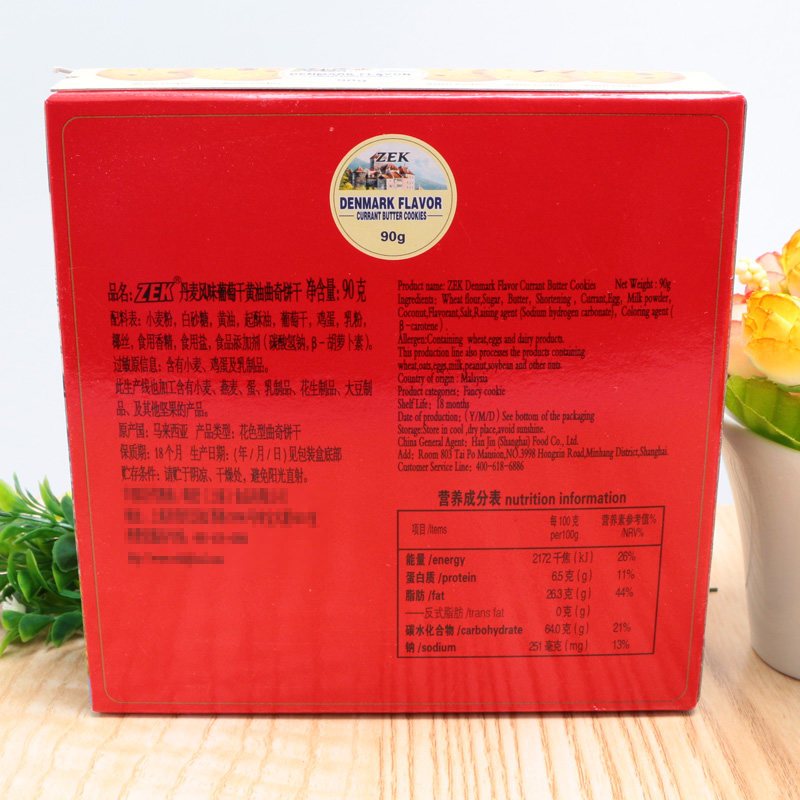 DENMARK FLAVOR
ZEK
DENMARK FLAVOR
CURRANT BUTTER COOKIES
90g
品名：ZEK®丹麦风味葡萄干黄油曲奇饼干 净含量：90克
配料表：小麦粉，白砂糖，黄油，起酥油，葡萄干，鸡蛋，乳粉，
椰丝，食用香精，食用盐，食品添加剂（碳酸氢钠，β－胡萝卜素）。
过敏原信息：含有小麦、鸡蛋及乳制品。
此生产线也加工含有小麦、燕麦、蛋、乳制品、花生制品、大豆制
品、及其他坚果的产品。
原产国：马来西亚 产品类型：花色型曲奇饼干
保质期：18个月 生产日期：（年/月/日）见包装盒底部
贮存条件：请贮于阴凉、干燥处，避免阳光直射。
Product name: ZEK Denmark Flavor Currant Butter Cookies Net Weight: 90g
Ingredients: Wheat flour,Sugar, Butter, Shortening , Currant,Egg, Milk powder,
Coconut,Flavorant,Salt,Raising agent (Sodium hydrogen carbonate), Coloring agent (
β-carotene) .
Allergen:Containing wheat,eggs and dairy products.
This production line also processes the products containing
wheat,oats,eggs,milk,peanut,soybean and other nuts.
Country of origin : Malaysia
Product categories: Fancy cookie
Shelf Life: 18 months
Date of production: (Y/M/D) See bottom of the packaging
Storage:Store in cool ,dry place,avoid sunshine.
China General Agent: Han Jin (Shanghai) Food Co., Ltd.
Add: Room 803 Tai Po Mansion,NO.3998 Hongxin Road,Minhang District,Shanghai.
Customer Service Line: 400-618-6886
营养成分表 nutrition information
项目/items 每100克 per100g 营养素参考值% /NRV%
能量/energy 2172千焦(kJ) 26%
蛋白质/protein 6.5克(g) 11%
脂肪/fat 26.3克(g) 44%
——反式脂肪/trans fat 0克(g)
碳水化合物/carbohydrate 64.0克(g) 21%
钠/sodium 251毫克(mg) 13%